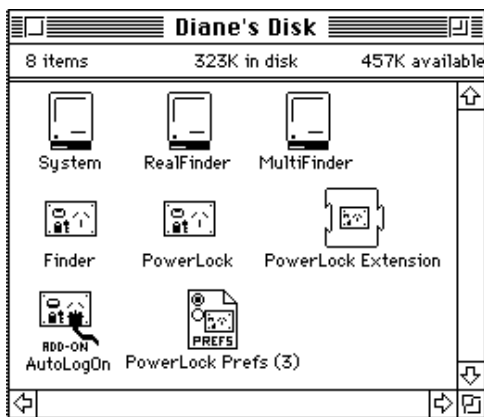 Diane's Disk
8 items 323K in disk 457K available
System RealFinder MultiFinder
Finder PowerLock PowerLock Extension
ADD-ON PREFS
AutoLogOn PowerLock Prefs (3)